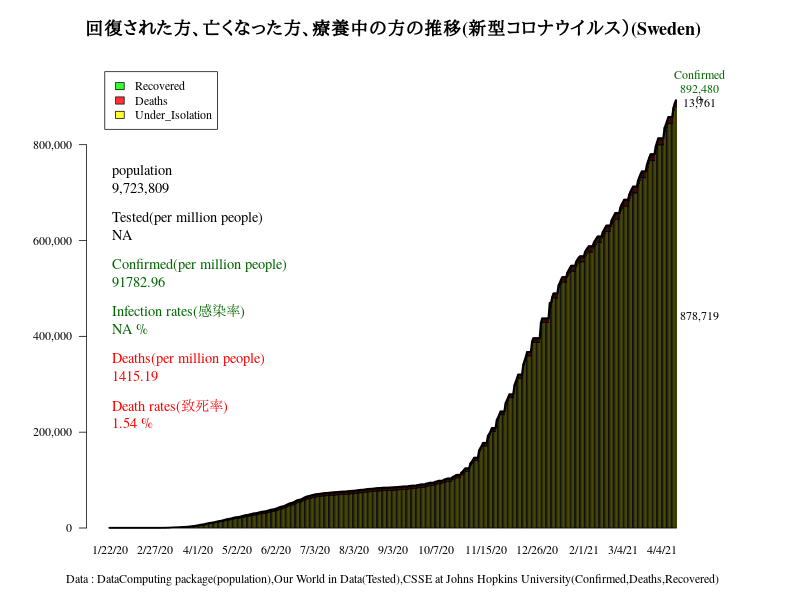 回復された方、亡くなった方、療養中の方の推移(新型コロナウイルス）(Sweden)
Confirmed
892,480
0
13,761
Recovered
Deaths
Under_Isolation
800,000
600,000
400,000
200,000
0
population
9,723,809
Tested(per million people)
NA
Confirmed(per million people)
91782.96
Infection rates(感染率)
NA %
Deaths(per million people)
1415.19
Death rates(致死率)
1.54 %
878,719
1/22/20 2/27/20 4/1/20 5/2/20 6/2/20 7/3/20 8/3/20 9/3/20 10/7/20 11/15/20 12/26/20 2/1/21 3/4/21 4/4/21
Data : DataComputing package(population),Our World in Data(Tested),CSSE at Johns Hopkins University(Confirmed,Deaths,Recovered)